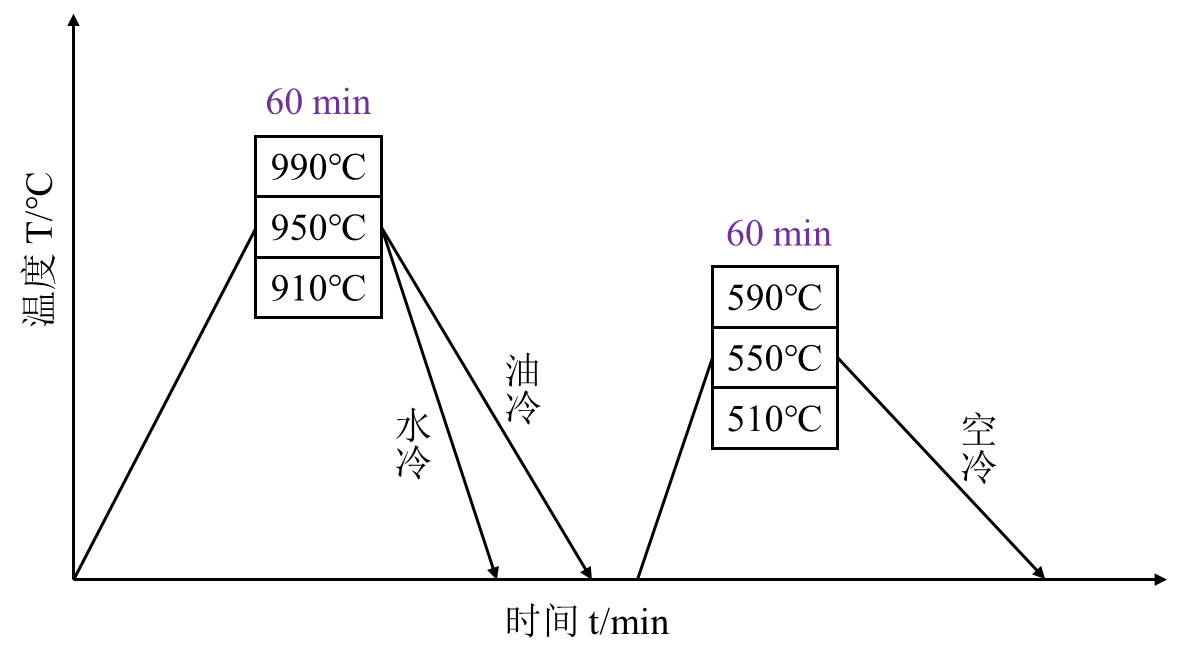 60 min
990℃
950℃
910℃
60 min
590℃
550℃
510℃
油冷
水冷
空冷
温度 T/℃
时间 t/min